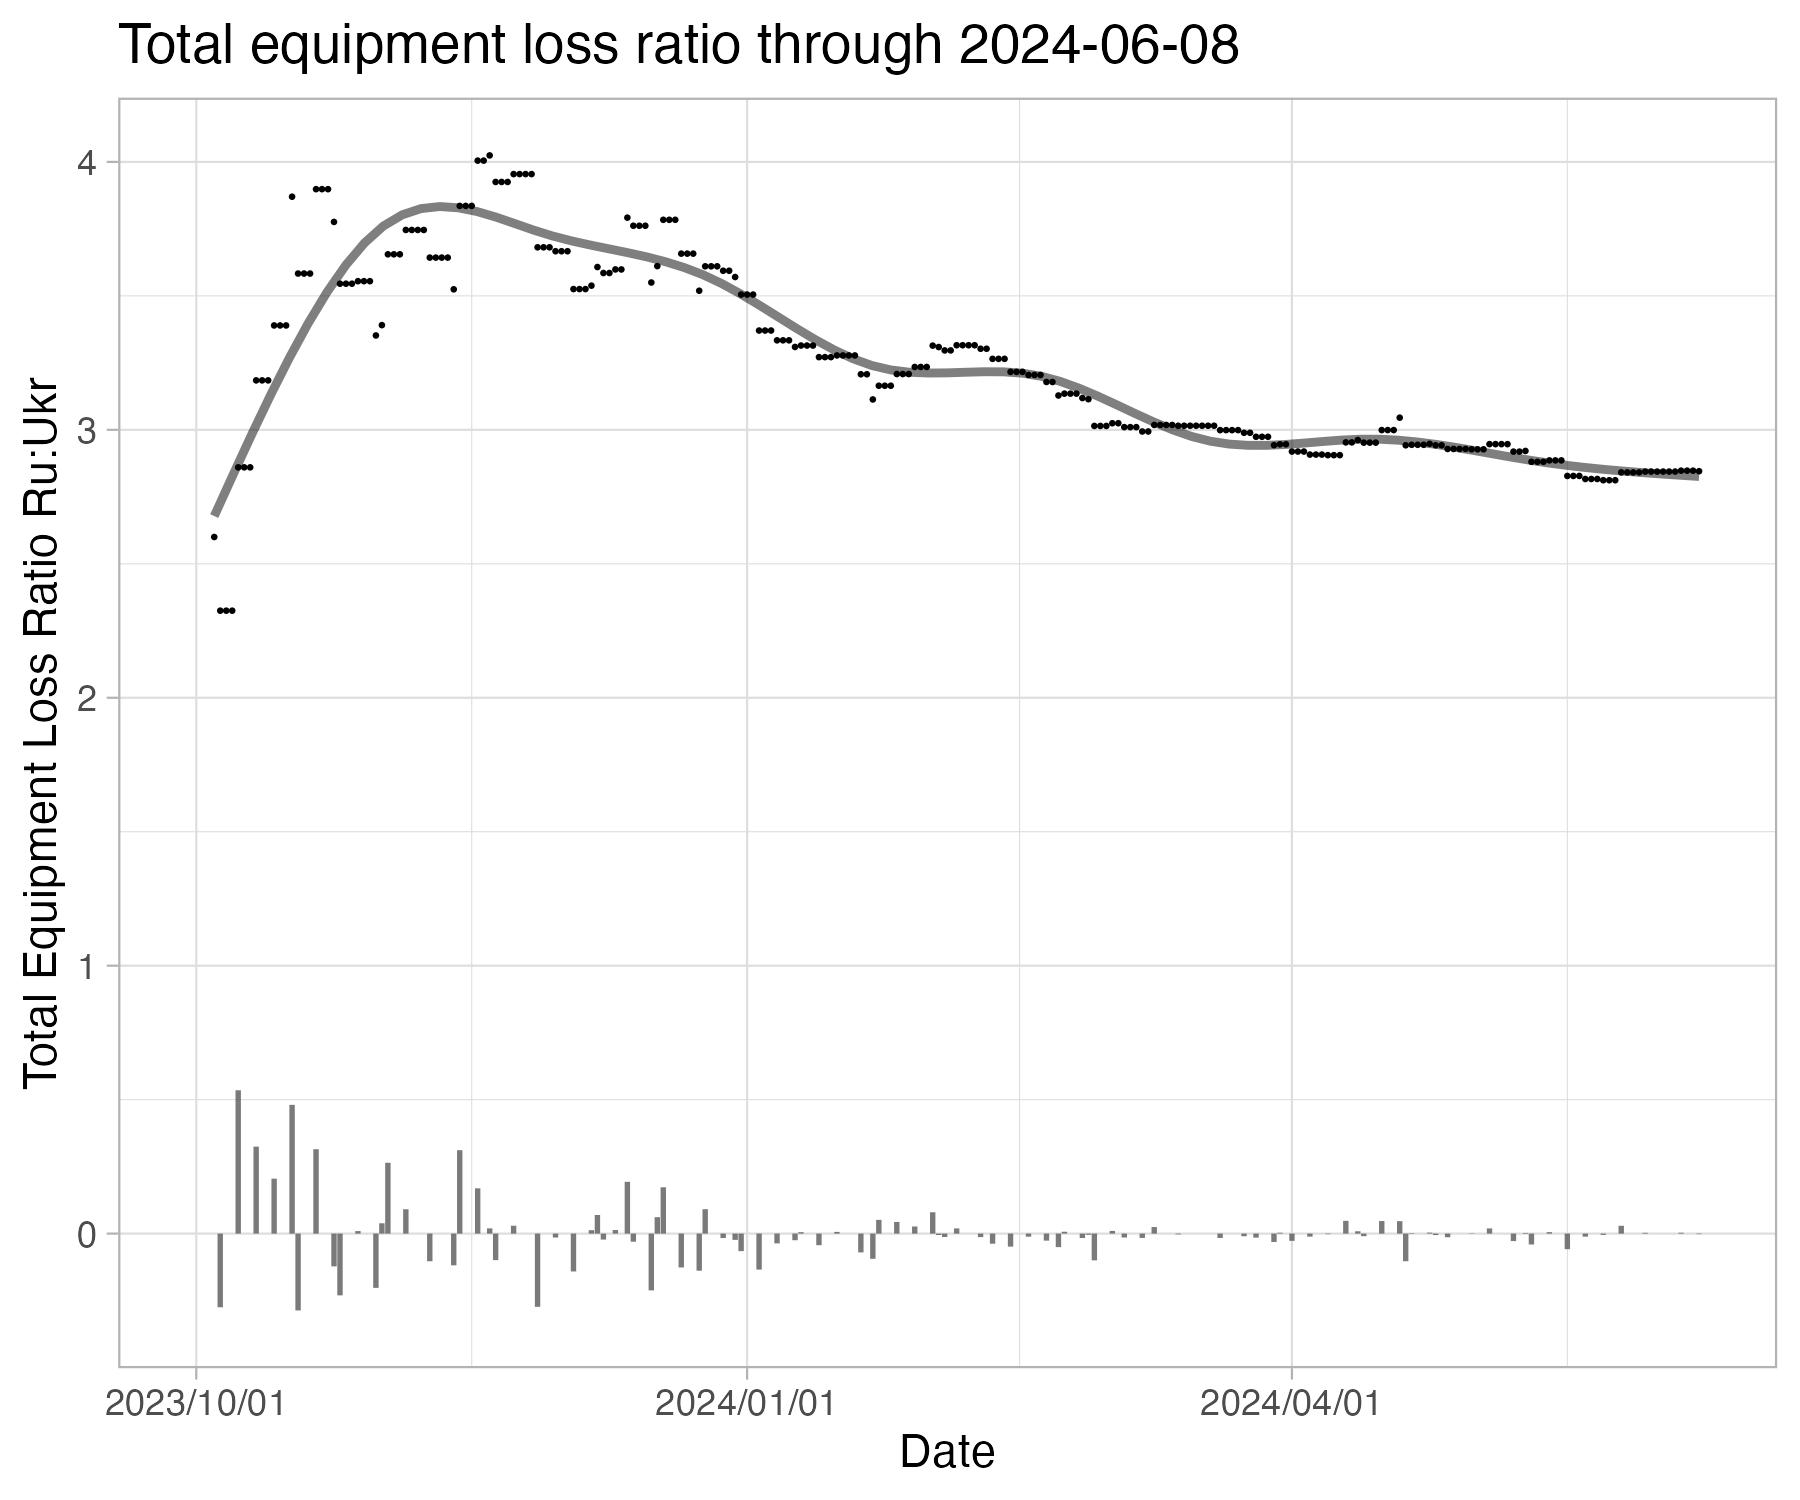 Total equipment loss ratio through 2024-06-08
Total Equipment Loss Ratio Ru:Ukr
4
3
2
1
0
2023/10/01
2024/01/01
2024/04/01
Date